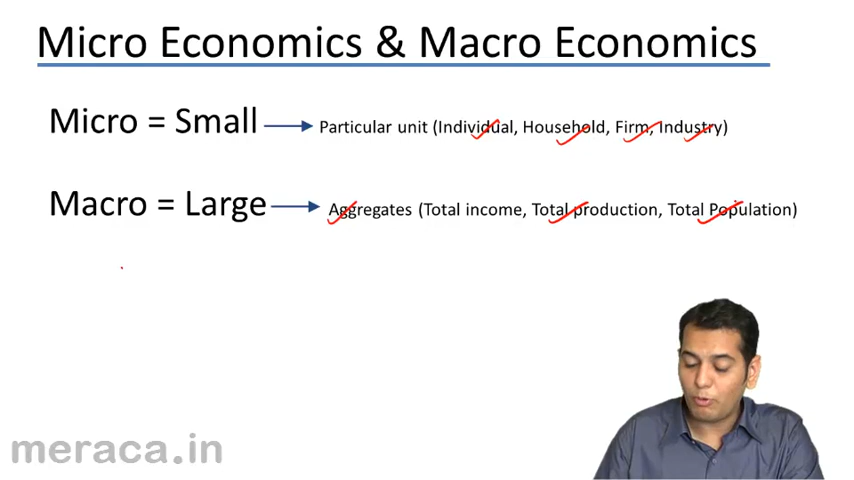 Micro Economics & Macro Economics
Micro = Small Particular unit (Individual, Household, Firm, Industry)
Macro = Large Aggregates (Total income, Total production, Total Population)
meraca.in